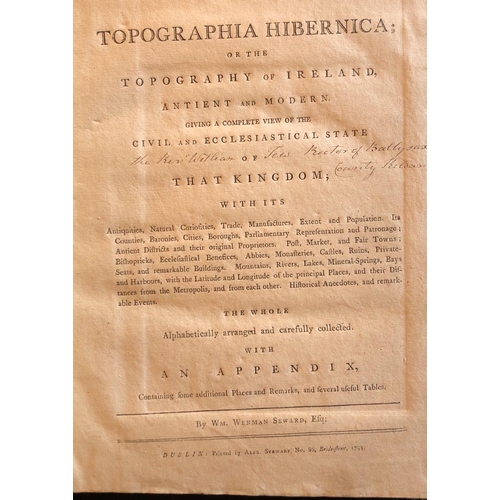 TOPOGRAPHIA HIBERNICA;
OR THE
TOPOGRAPHY OF IRELAND,
ANTIENT AND MODERN.
GIVING A COMPLETE VIEW OF THE
CIVIL AND ECCLESIASTICAL STATE
the Revd William Tew Rector of
OF
County
THAT KINGDOM;
WITH ITS
Antiquities, Natural Curiosities, Trade, Manufactures, Extent and Population. Its
Counties, Baronies, Cities, Boroughs, Parliamentary Representation and Patronage;
Antient Districts and their original Proprietors. Post, Market, and Fair Towns;
Bishopricks, Ecclesiastical Benefices, Abbies, Monasteries, Castles, Ruins, Private-
Seats, and remarkable Buildings. Mountains, Rivers, Lakes, Mineral-Springs, Bays
and Harbours, with the Latitude and Longitude of the principal Places, and their Dis-
tances from the Metropolis, and from each other. Historical Anecdotes, and remark-
able Events.
THE WHOLE
Alphabetically arranged and carefully collected.
WITH
AN APPENDIX,
Containing some additional Places and Remarks, and several useful Tables.
By Wm. Wenman Seward, Esq;
DUBLIN: Printed by Alex. Stewart, No. 86, Bride-street, 1795.